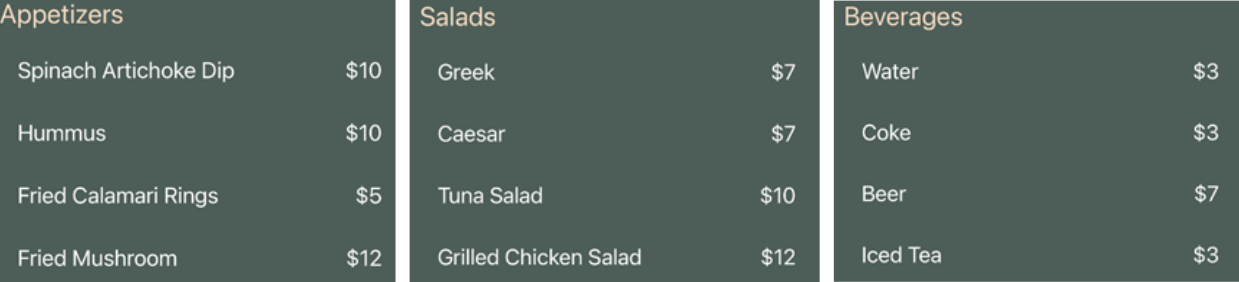 Appetizers
Spinach Artichoke Dip $10
Hummus $10
Fried Calamari Rings $5
Fried Mushroom $12
Salads
Greek $7
Caesar $7
Tuna Salad $10
Grilled Chicken Salad $12
Beverages
Water $3
Coke $3
Beer $7
Iced Tea $3